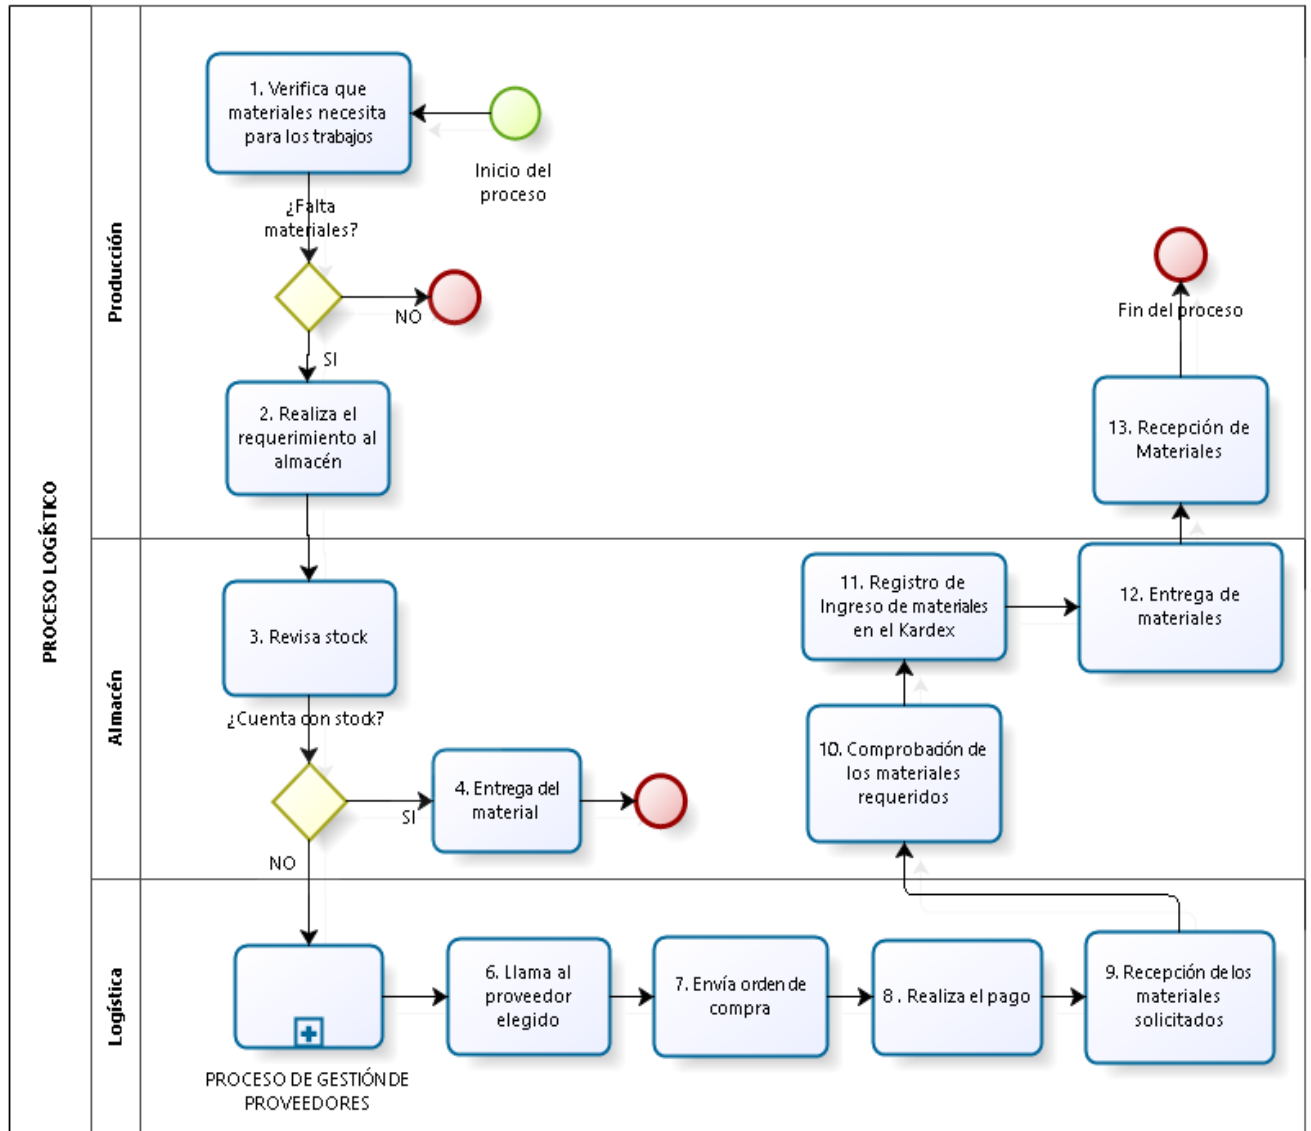 PROCESO LOGÍSTICO
Producción
1. Verifica que
materiales necesita
para los trabajos
Inicio del
proceso
¿Falta
materiales?
NO
SI
2. Realiza el
requerimiento al
almacén
Fin del proceso
13. Recepción de
Materiales
Almacén
3. Revisa stock
¿Cuenta con stock?
SI
NO
4. Entrega del
material
11. Registro de
Ingreso de materiales
en el Kardex
12. Entrega de
materiales
10. Comprobación de
los materiales
requeridos
Logística
PROCESO DE GESTIÓN DE
PROVEEDORES
6. Llama al
proveedor
elegido
7. Envía orden de
compra
8 . Realiza el pago
9. Recepción de los
materiales
solicitados